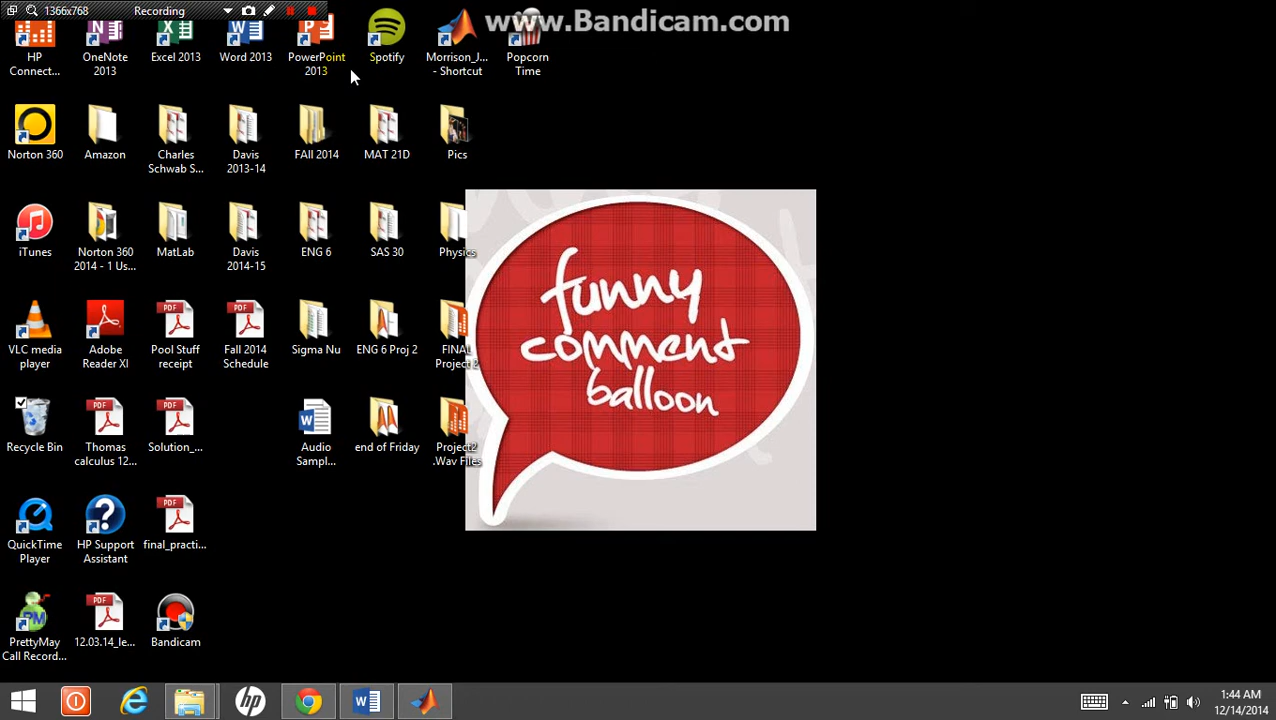 1366x768
Recording
www.Bandicam.com
HP
Connect...
OneNote
2013
Excel 2013
Word 2013
PowerPoint
2013
Spotify
Morrison_J...
- Shortcut
Popcorn
Time
Norton 360
Amazon
Charles
Schwab S...
Davis
2013-14
FAll 2014
MAT 21D
Pics
iTunes
Norton 360
2014 - 1 Us...
MatLab
Davis
2014-15
ENG 6
SAS 30
Physics
funny
comment
balloon
VLC media
player
Adobe
Reader XI
Pool Stuff
receipt
Fall 2014
Schedule
Sigma Nu
ENG 6 Proj 2
FINAL
Project 2
Recycle Bin
Thomas
calculus 12...
Solution_...
Audio
Sampl...
end of Friday
Project2
.Wav Files
QuickTime
Player
HP Support
Assistant
final_practi...
PrettyMay
Call Record...
12.03.14_le...
Bandicam
1:44 AM
12/14/2014